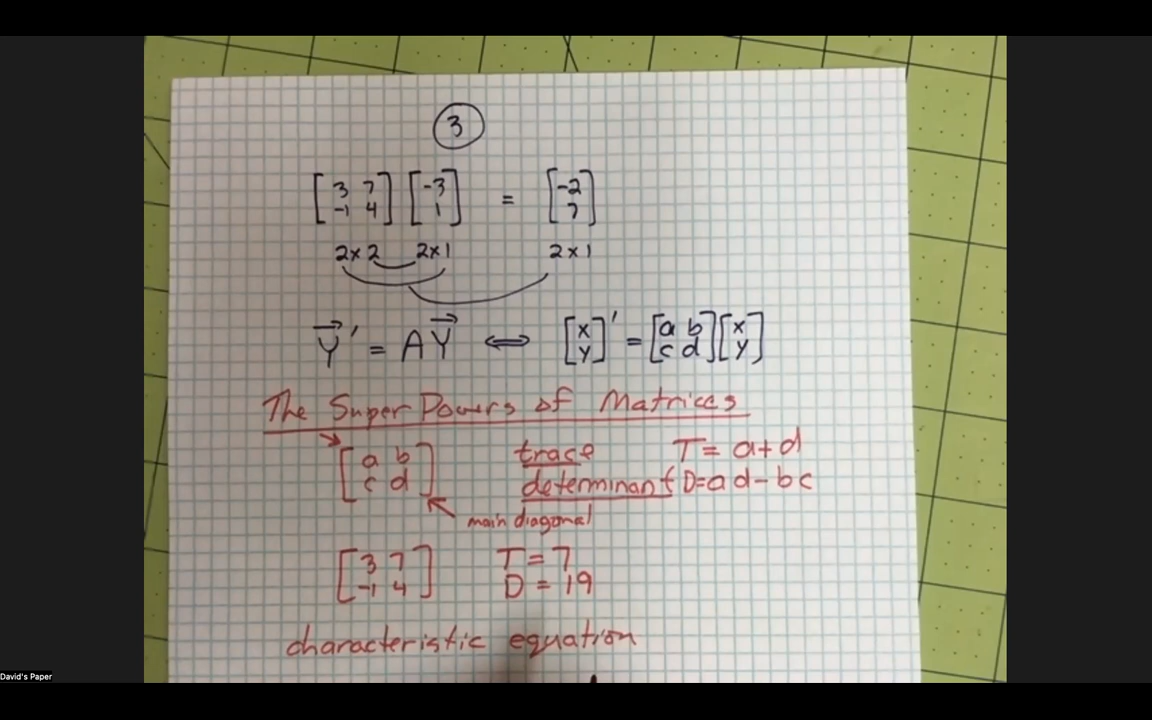 3
[3 7 -1 4] [-3 1] = [-2 7]
2×2 2×1 2×1
Y⃗′ = AY⃗ ⟺ [x y]′ = [a b c d][x y]
The Super Powers of Matrices
[a b c d] trace T = a+d
determinant D = ad - bc
main diagonal
[3 7 -1 4] T = 7
D = 19
characteristic equation
David's Paper